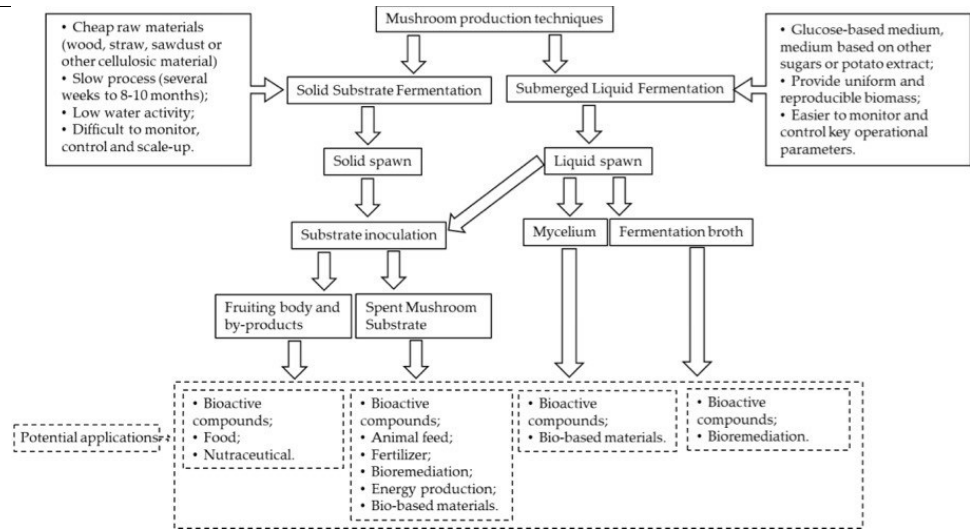 Mushroom production techniques
• Cheap raw materials
(wood, straw, sawdust or
other cellulosic material)
• Slow process (several
weeks to 8-10 months);
• Low water activity;
• Difficult to monitor,
control and scale-up.
Solid Substrate Fermentation
Submerged Liquid Fermentation
• Glucose-based medium,
medium based on other
sugars or potato extract;
• Provide uniform and
reproducible biomass;
• Easier to monitor and
control key operational
parameters.
Solid spawn
Liquid spawn
Substrate inoculation
Mycelium
Fermentation broth
Fruiting body and
by-products
Spent Mushroom
Substrate
Potential applications
• Bioactive
compounds;
• Food;
• Nutraceutical.
• Bioactive
compounds;
• Animal feed;
• Fertilizer;
• Bioremediation;
• Energy production;
• Bio-based materials.
• Bioactive
compounds;
• Bio-based materials.
• Bioactive
compounds;
• Bioremediation.